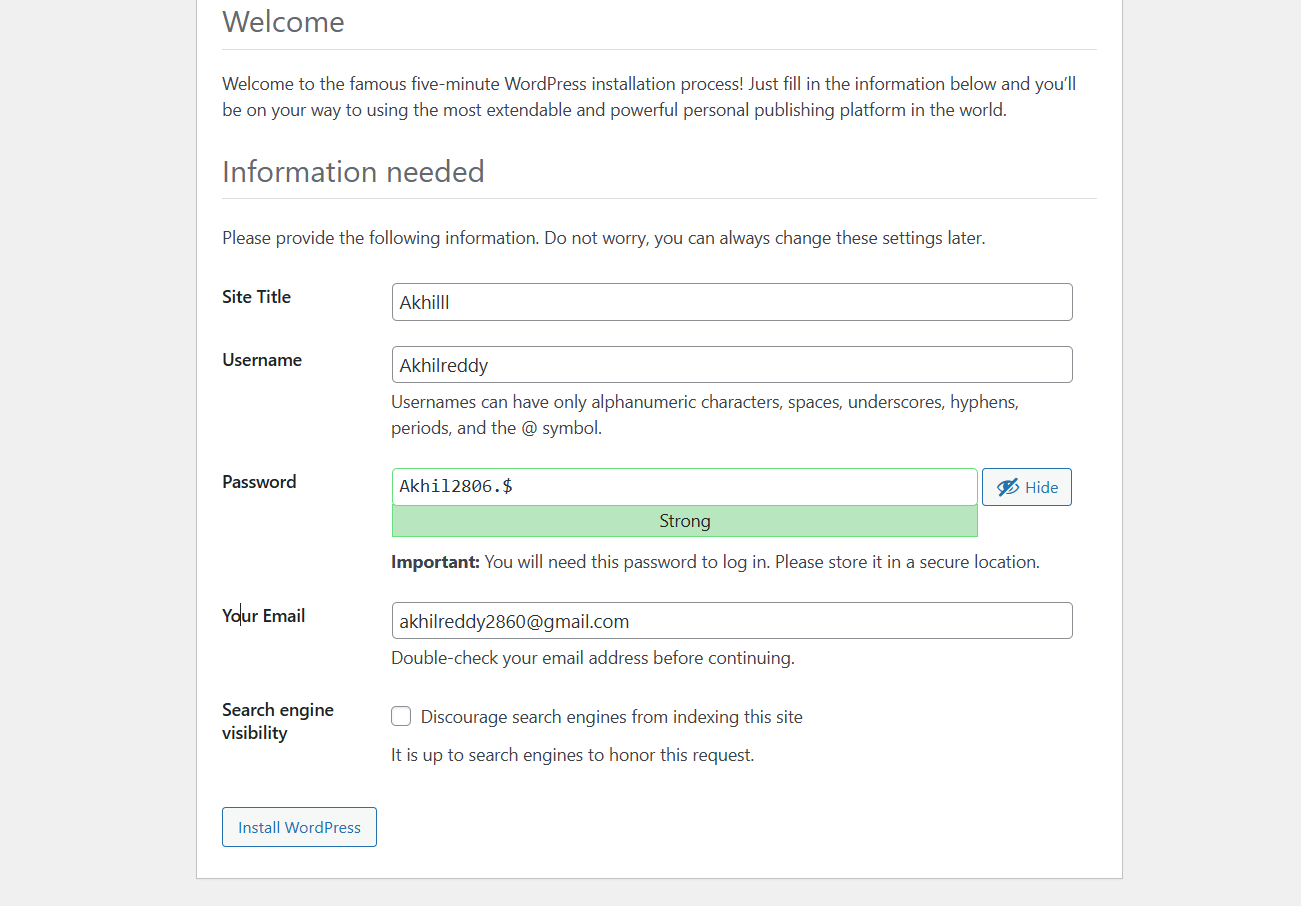 Welcome
Welcome to the famous five-minute WordPress installation process! Just fill in the information below and you’ll
be on your way to using the most extendable and powerful personal publishing platform in the world.
Information needed
Please provide the following information. Do not worry, you can always change these settings later.
Site Title
Akhilll
Username
Akhilreddy
Usernames can have only alphanumeric characters, spaces, underscores, hyphens,
periods, and the @ symbol.
Password
Akhil2806.$
Hide
Strong
Important: You will need this password to log in. Please store it in a secure location.
Your Email
akhilreddy2860@gmail.com
Double-check your email address before continuing.
Search engine
visibility
Discourage search engines from indexing this site
It is up to search engines to honor this request.
Install WordPress